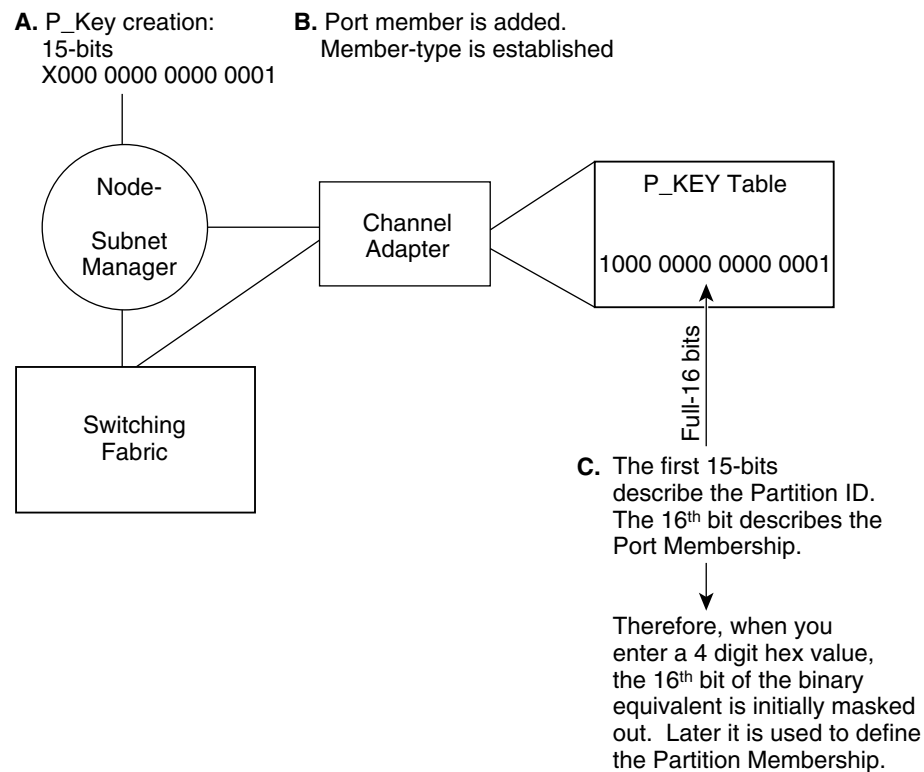 A. P_Key creation:
15-bits
X000 0000 0000 0001
B. Port member is added.
Member-type is established
Node-
Subnet
Manager
Channel
Adapter
P_KEY Table
1000 0000 0000 0001
Full-16 bits
Switching
Fabric
C. The first 15-bits
describe the Partition ID.
The 16th bit describes the
Port Membership.
Therefore, when you
enter a 4 digit hex value,
the 16th bit of the binary
equivalent is initially masked
out. Later it is used to define
the Partition Membership.